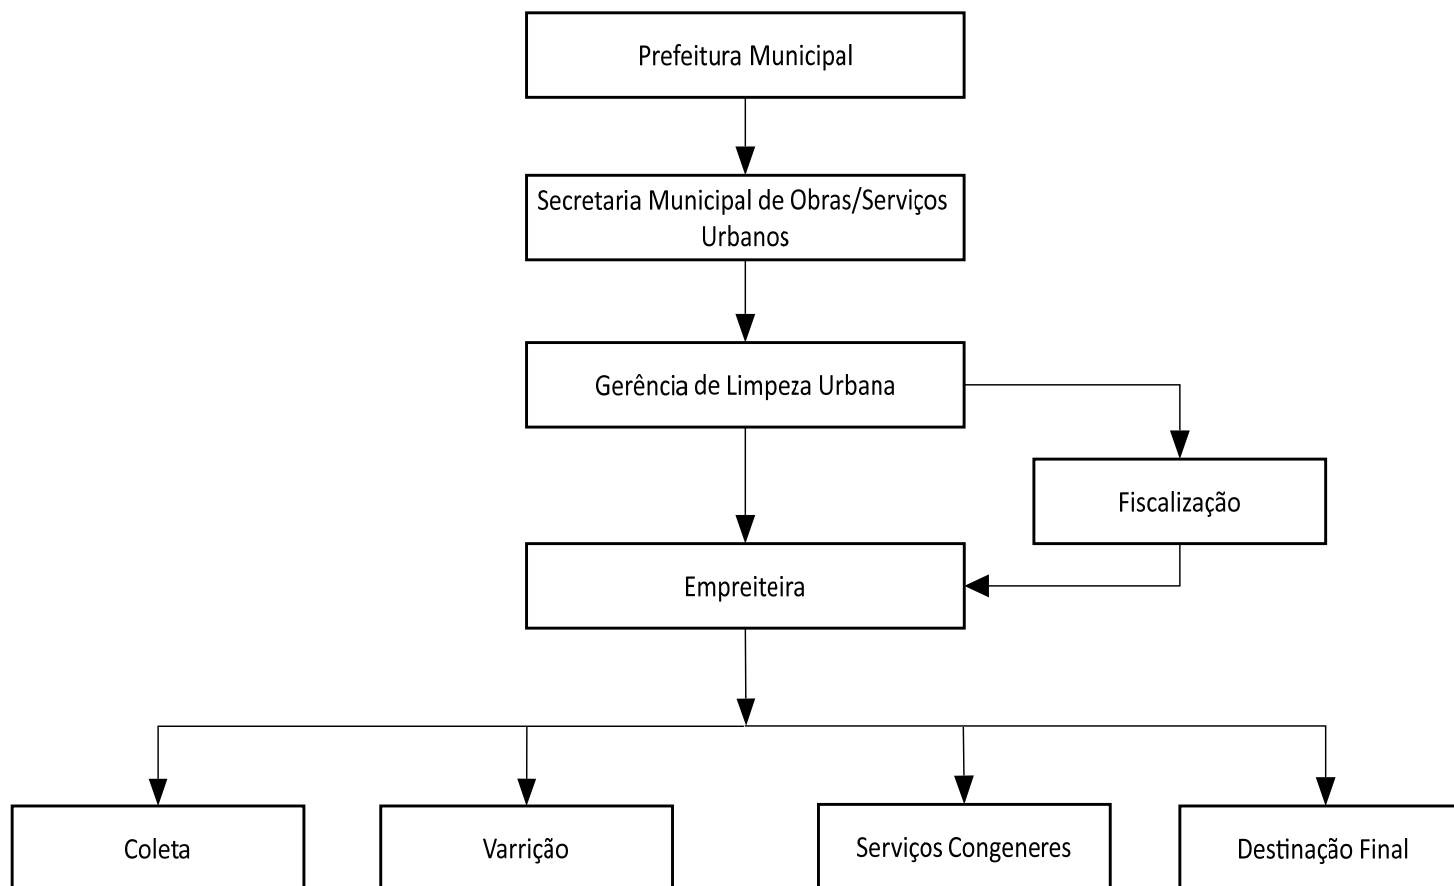 Prefeitura Municipal
Secretaria Municipal de Obras/Serviços
Urbanos
Gerência de Limpeza Urbana
Fiscalização
Empreiteira
Coleta
Varrição
Serviços Congeneres
Destinação Final